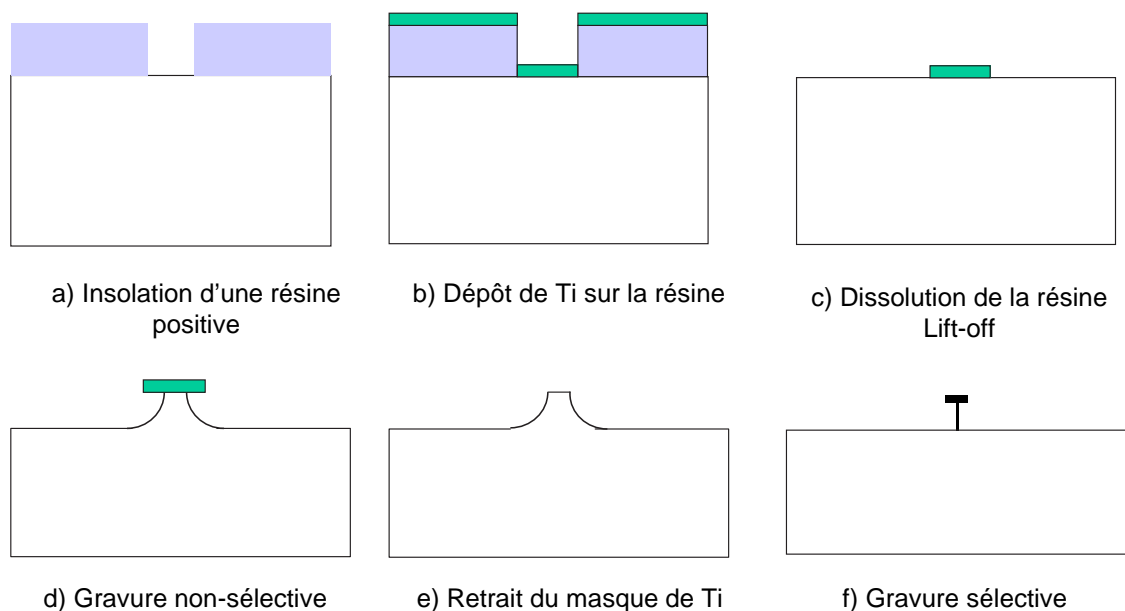 a) Insolation d'une résine
positive
b) Dépôt de Ti sur la résine
c) Dissolution de la résine
Lift-off
d) Gravure non-sélective
e) Retrait du masque de Ti
f) Gravure sélective